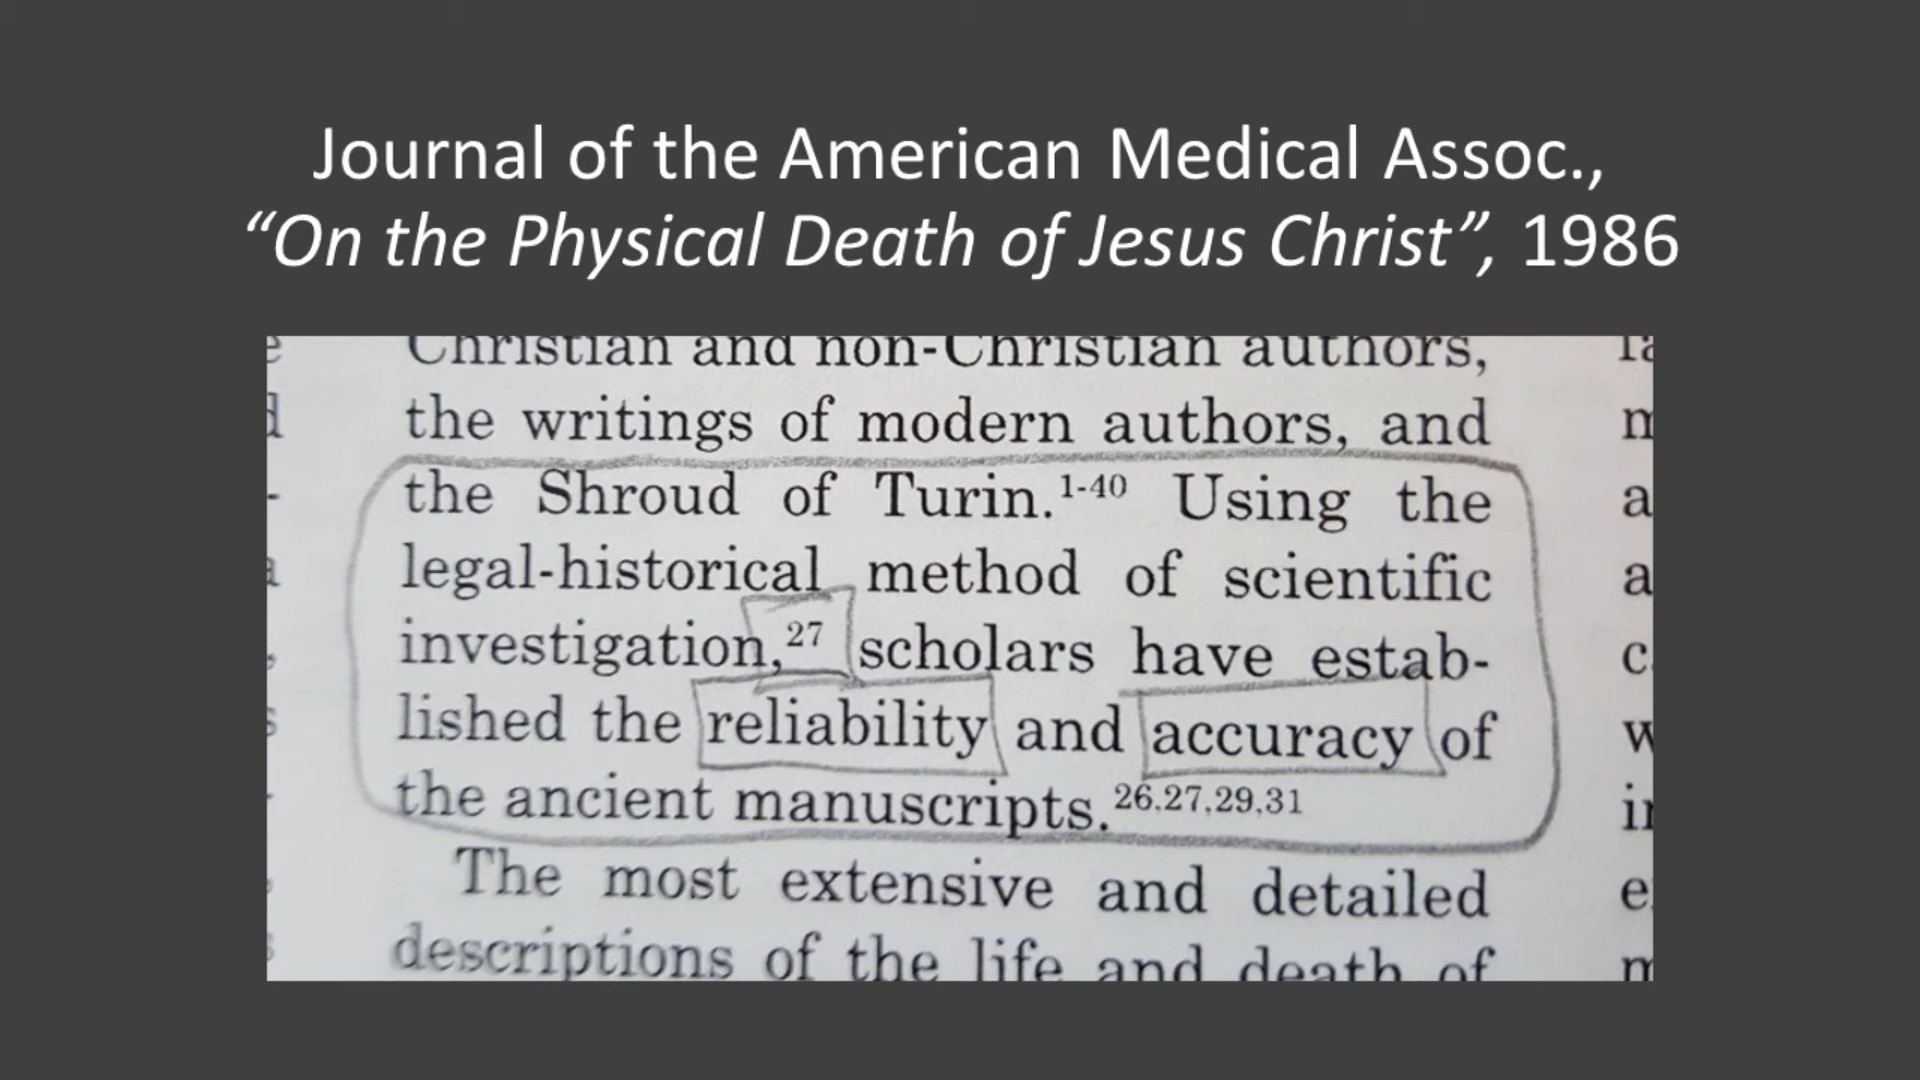 Journal of the American Medical Assoc.,
“On the Physical Death of Jesus Christ”, 1986
Christian and non-Christian authors,
the writings of modern authors, and
the Shroud of Turin.1-40 Using the
legal-historical method of scientific
investigation,27 scholars have estab-
lished the reliability and accuracy of
the ancient manuscripts.26,27,29,31
The most extensive and detailed
descriptions of the life and death of